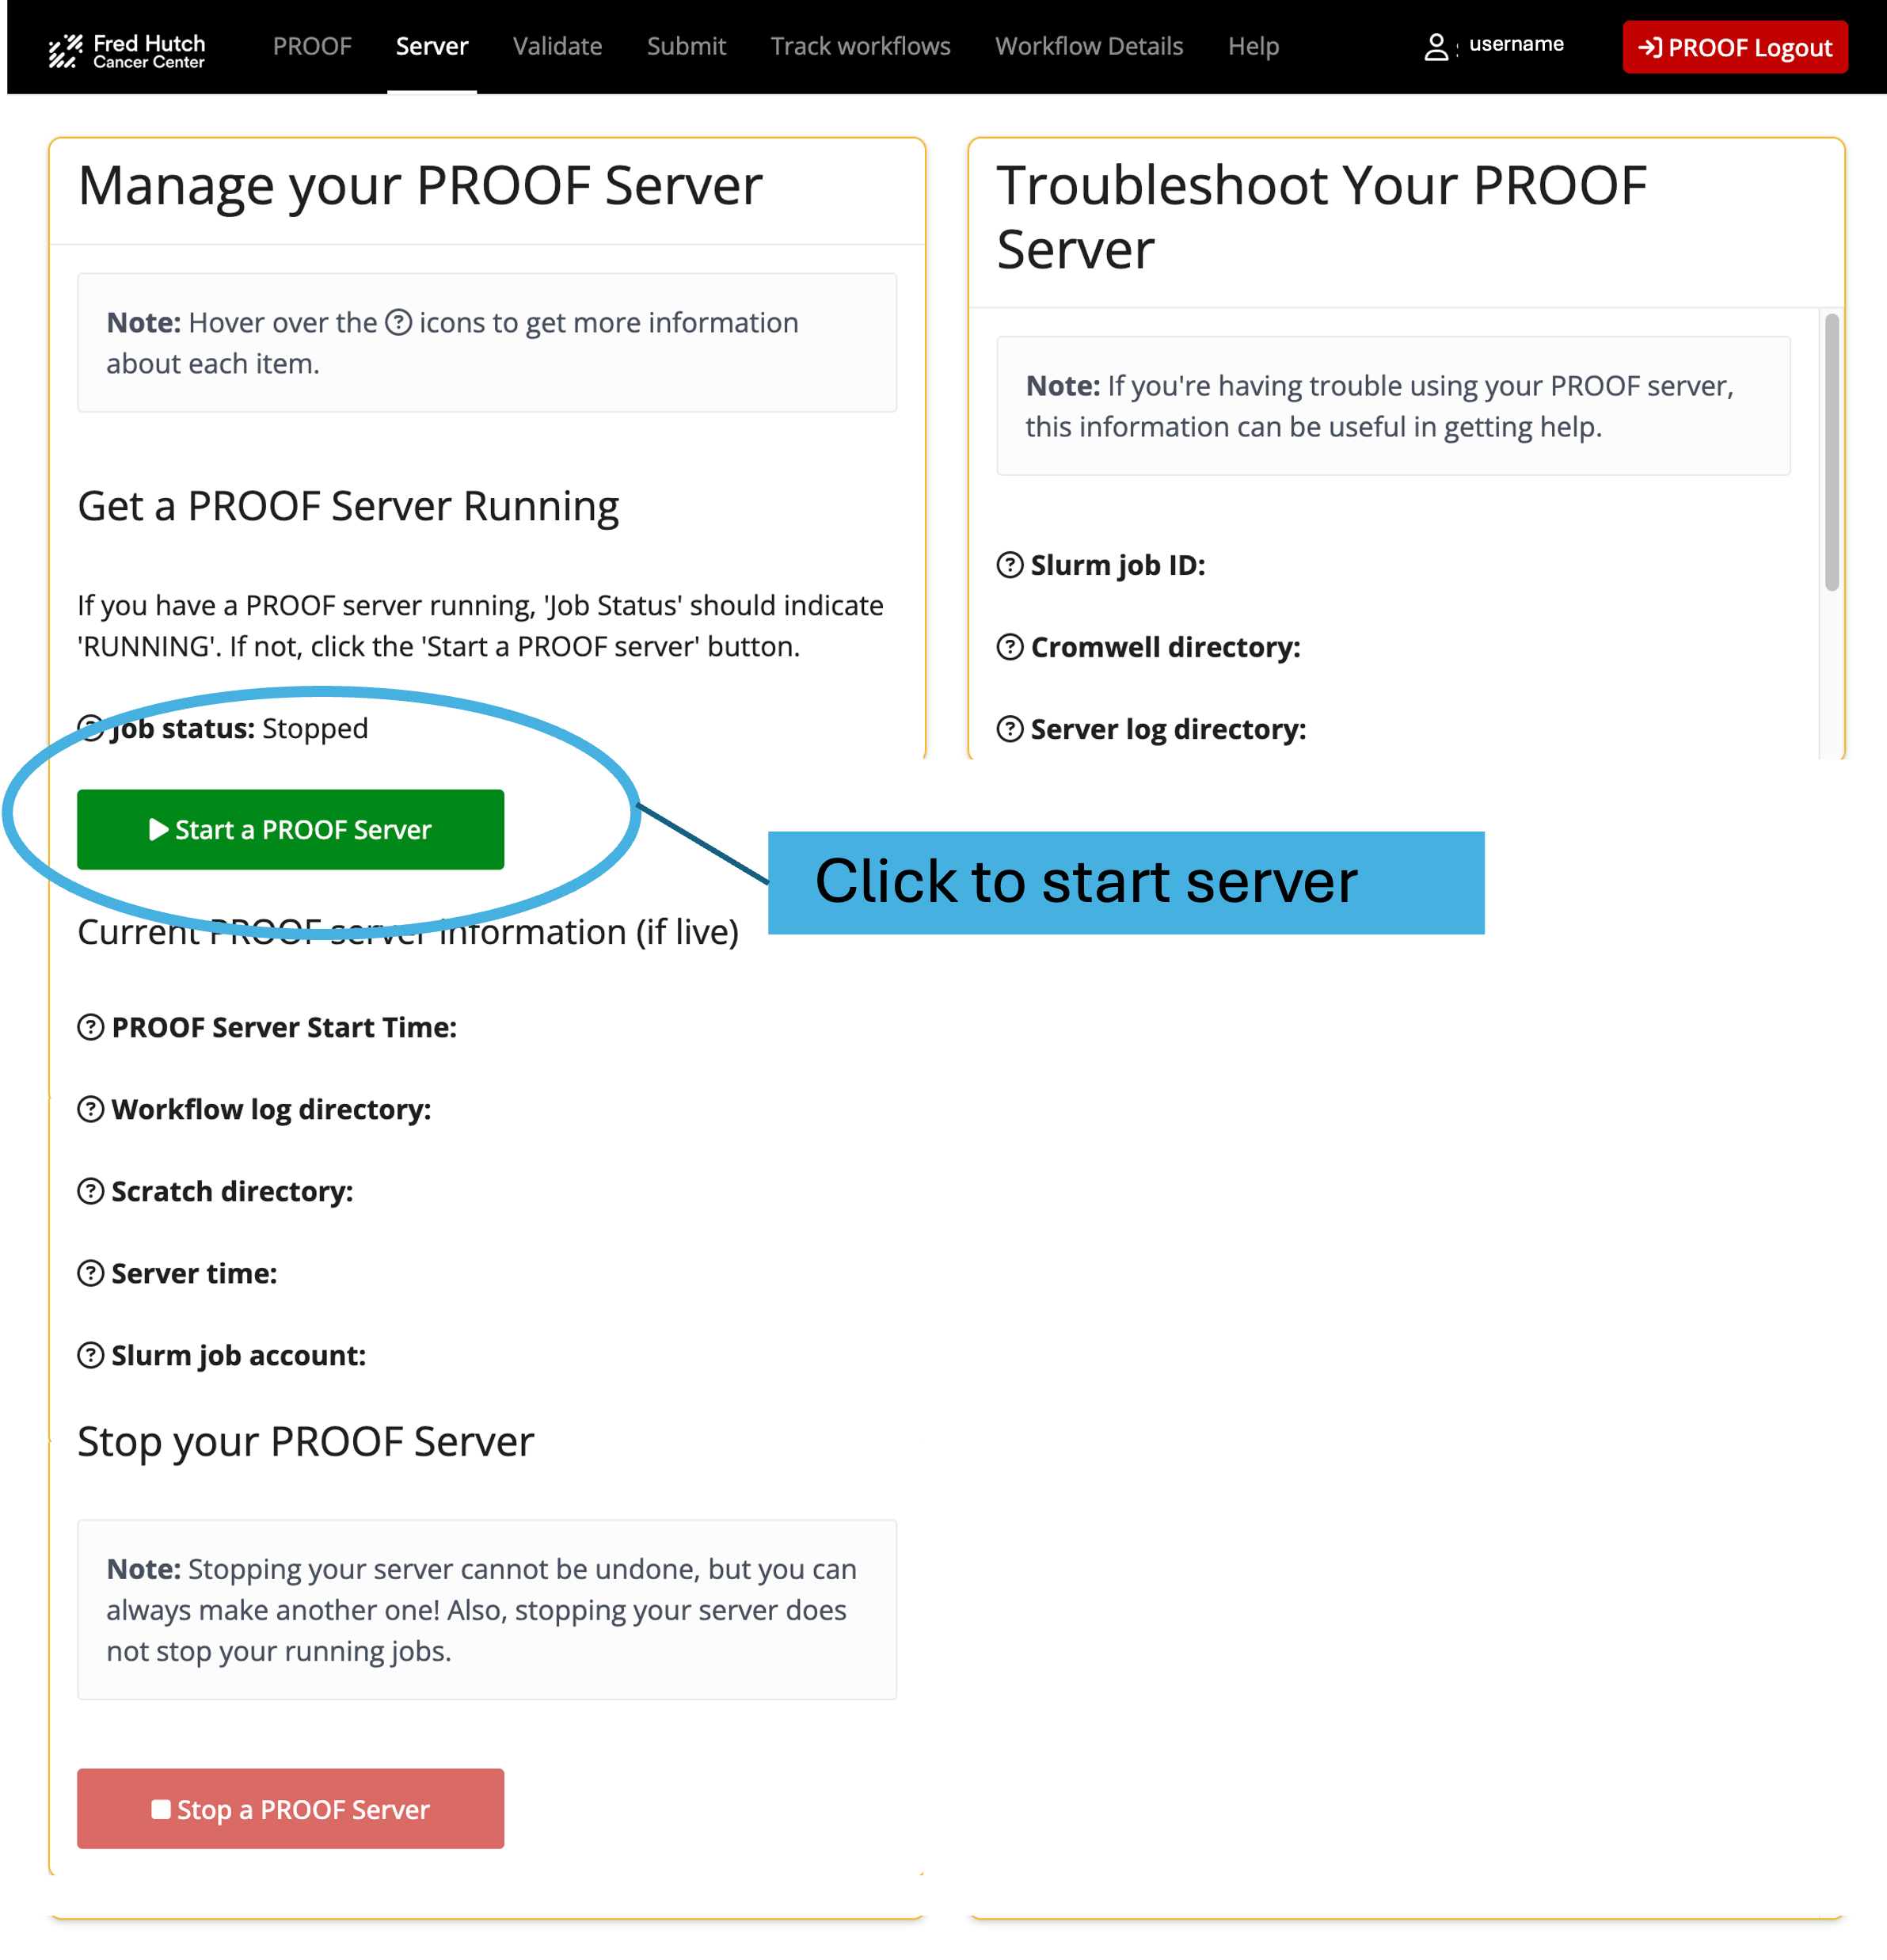 Fred Hutch
Cancer Center
PROOF
Server
Validate
Submit
Track workflows
Workflow Details
Help
username
PROOF Logout
Manage your PROOF Server
Note: Hover over the ? icons to get more information
about each item.
Get a PROOF Server Running
If you have a PROOF server running, 'Job Status' should indicate
'RUNNING'. If not, click the 'Start a PROOF server' button.
Job status: Stopped
Start a PROOF Server
Click to start server
Current PROOF server information (if live)
PROOF Server Start Time:
Workflow log directory:
Scratch directory:
Server time:
Slurm job account:
Stop your PROOF Server
Note: Stopping your server cannot be undone, but you can
always make another one! Also, stopping your server does
not stop your running jobs.
Stop a PROOF Server
Troubleshoot Your PROOF
Server
Note: If you're having trouble using your PROOF server,
this information can be useful in getting help.
Slurm job ID:
Cromwell directory:
Server log directory: